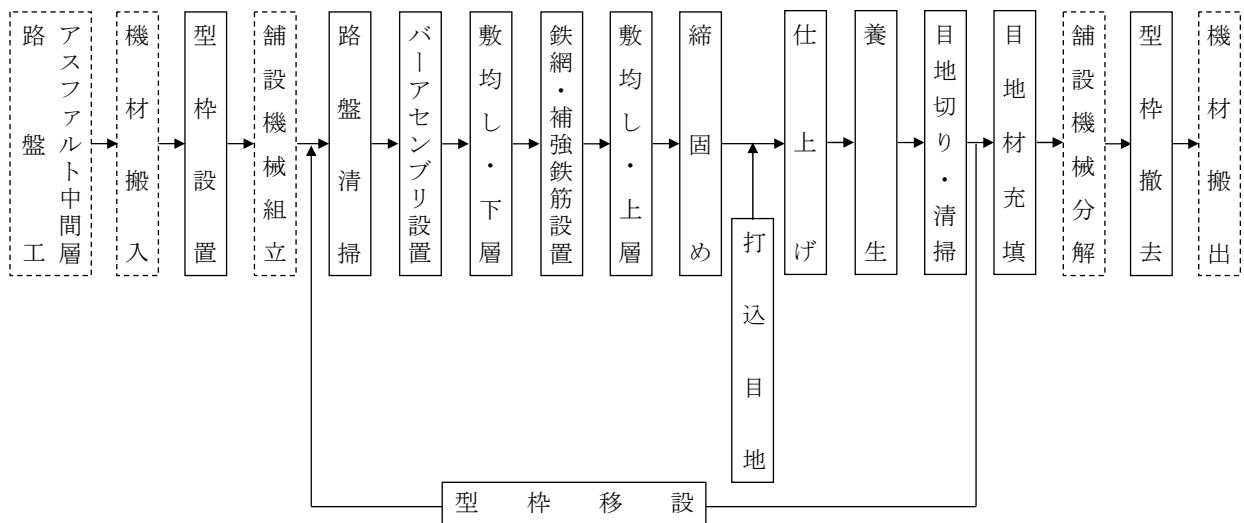 路盤工
アスファルト中間層
機材搬入
型枠設置
舗設機械組立
路盤清掃
バーアセンブリ設置
敷均し・下層
鉄網・補強鉄筋設置
敷均し・上層
締固め
打込目地
仕上げ
養生
目地切り・清掃
目地材充填
舗設機械分解
型枠撤去
機材搬出
型枠移設